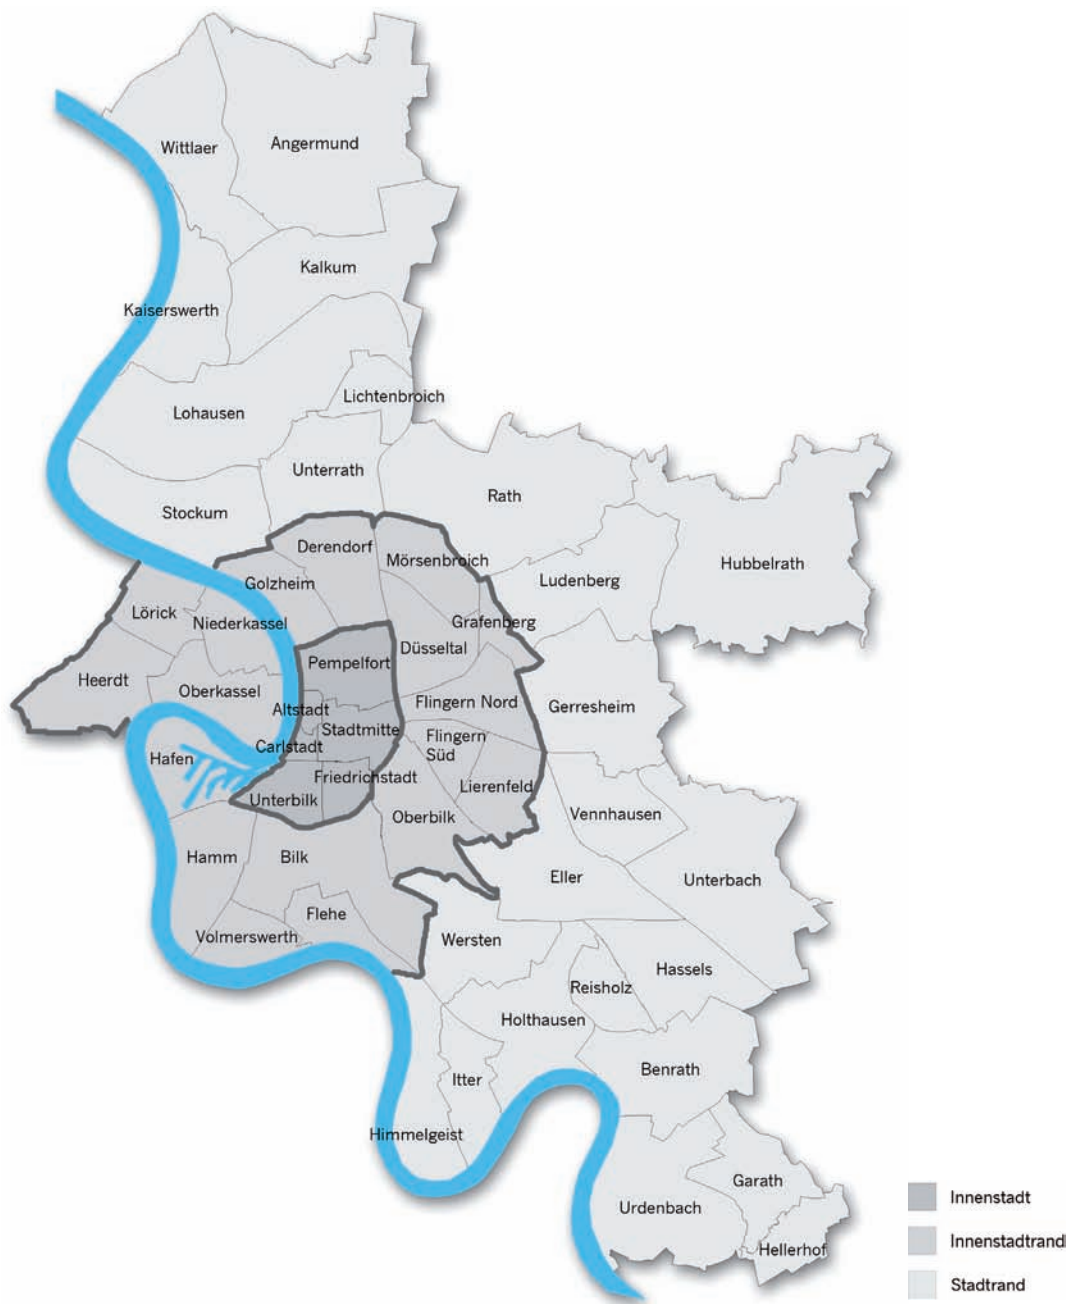 Angermund
Wittlaer
Kalkum
Kaiserswerth
Lichtenbroich
Lohausen
Unterrath
Rath
Stockum
Derendorf
Mörsenbroich
Hubbelrath
Ludenberg
Golzheim
Lörick
Niederkassel
Grafenberg
Düsseltal
Pempelfort
Heerdt
Oberkassel
Flingern Nord
Gerresheim
Altstadt
Stadtmitte
Flingern
Süd
Carlstadt
Hafen
Friedrichstadt
Lierenfeld
Unterbilk
Vennhausen
Oberbilk
Hamm
Bilk
Eller
Unterbach
Flehe
Volmerswerth
Wersten
Hassels
Reisholz
Holthausen
Benrath
Itter
Himmelgeist
Garath
Urdenbach
Hellerhof
Innenstadt
Innenstadtrand
Stadtrand